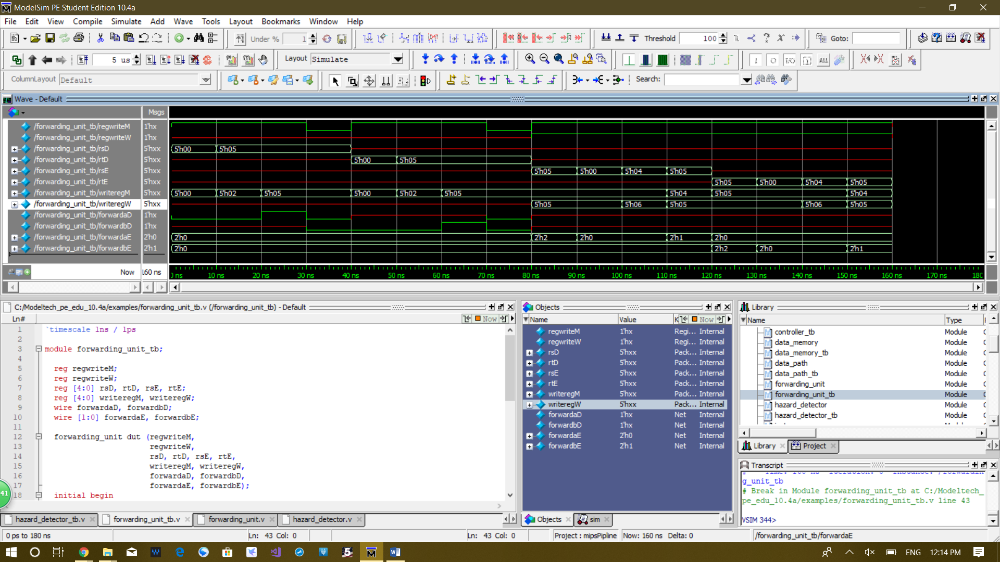 ModelSim PE Student Edition 10.4a
File Edit View Compile Simulate Add Wave Tools Layout Bookmarks Window Help
Under % 1 Threshold 100 Goto:
5 us Layout Simulate ALL
ColumnLayout Default Search:
Wave - Default
Msgs
/forwarding_unit_tb/regwriteM 1'hx
/forwarding_unit_tb/regwriteW 1'hx
/forwarding_unit_tb/rsD 5'hxx 5'h00 5'h05
/forwarding_unit_tb/rtD 5'hxx 5'h00 5'h05
/forwarding_unit_tb/rsE 5'hxx 5'h05 5'h00 5'h04 5'h05
/forwarding_unit_tb/rtE 5'hxx 5'h05 5'h00 5'h04 5'h05
/forwarding_unit_tb/writeregM 5'hxx 5'h00 5'h02 5'h05 5'h00 5'h02 5'h05 5'h04 5'h05 5'h04
/forwarding_unit_tb/writeregW 5'hxx 5'h05 5'h06 5'h05 5'h06 5'h05
/forwarding_unit_tb/forwardaD 1'hx
/forwarding_unit_tb/forwardbD 1'hx
/forwarding_unit_tb/forwardaE 2'h0 2'h0 2'h2 2'h0 2'h1 2'h0
/forwarding_unit_tb/forwardbE 2'h1 2'h0 2'h2 2'h0 2'h1
Now 160 ns ns 10 ns 20 ns 30 ns 40 ns 50 ns 60 ns 70 ns 80 ns 90 ns 100 ns 110 ns 120 ns 130 ns 140 ns 150 ns 160 ns 170 ns 180
C:/Modeltech_pe_edu_10.4a/examples/forwarding_unit_tb.v (/forwarding_unit_tb) - Default
Ln# Now
1 `timescale 1ns / 1ps
2
3 module forwarding_unit_tb;
4
5 reg regwriteM;
6 reg regwriteW;
7 reg [4:0] rsD, rtD, rsE, rtE;
8 reg [4:0] writeregM, writeregW;
9 wire forwardaD, forwardbD;
10 wire [1:0] forwardaE, forwardbE;
11
12 forwarding_unit dut (regwriteM,
13 regwriteW,
14 rsD, rtD, rsE, rtE,
15 writeregM, writeregW,
16 forwardaD, forwardbD,
17 forwardaE, forwardbE);
18 initial begin
41
hazard_detector_tb.v forwarding_unit_tb.v forwarding_unit.v hazard_detector.v
Objects
Name Value K Now
regwriteM 1'hx Regi... Internal
regwriteW 1'hx Regi... Internal
rsD 5'hxx Pack... Internal
rtD 5'hxx Pack... Internal
rsE 5'hxx Pack... Internal
rtE 5'hxx Pack... Internal
writeregM 5'hxx Pack... Internal
writeregW 5'hxx Pack... Internal
forwardaD 1'hx Net Internal
forwardbD 1'hx Net Internal
forwardaE 2'h0 Net Internal
forwardbE 2'h1 Net Internal
Objects sim
Library
Name Type
controller_tb Module
data_memory Module
data_memory_tb Module
data_path Module
data_path_tb Module
forwarding_unit Module
forwarding_unit_tb Module
hazard_detector Module
hazard_detector_tb Module
Library Project
Transcript
g_unit_tb
# Break in Module forwarding_unit_tb at C:/Modeltech_
pe_edu_10.4a/examples/forwarding_unit_tb.v line 43
VSIM 344>
0 ps to 180 ns Ln: 43 Col: 0 Ln: 43 Col: 0 Project : mipsPipline Now: 160 ns Delta: 0 /forwarding_unit_tb/forwardaE
ENG 12:14 PM